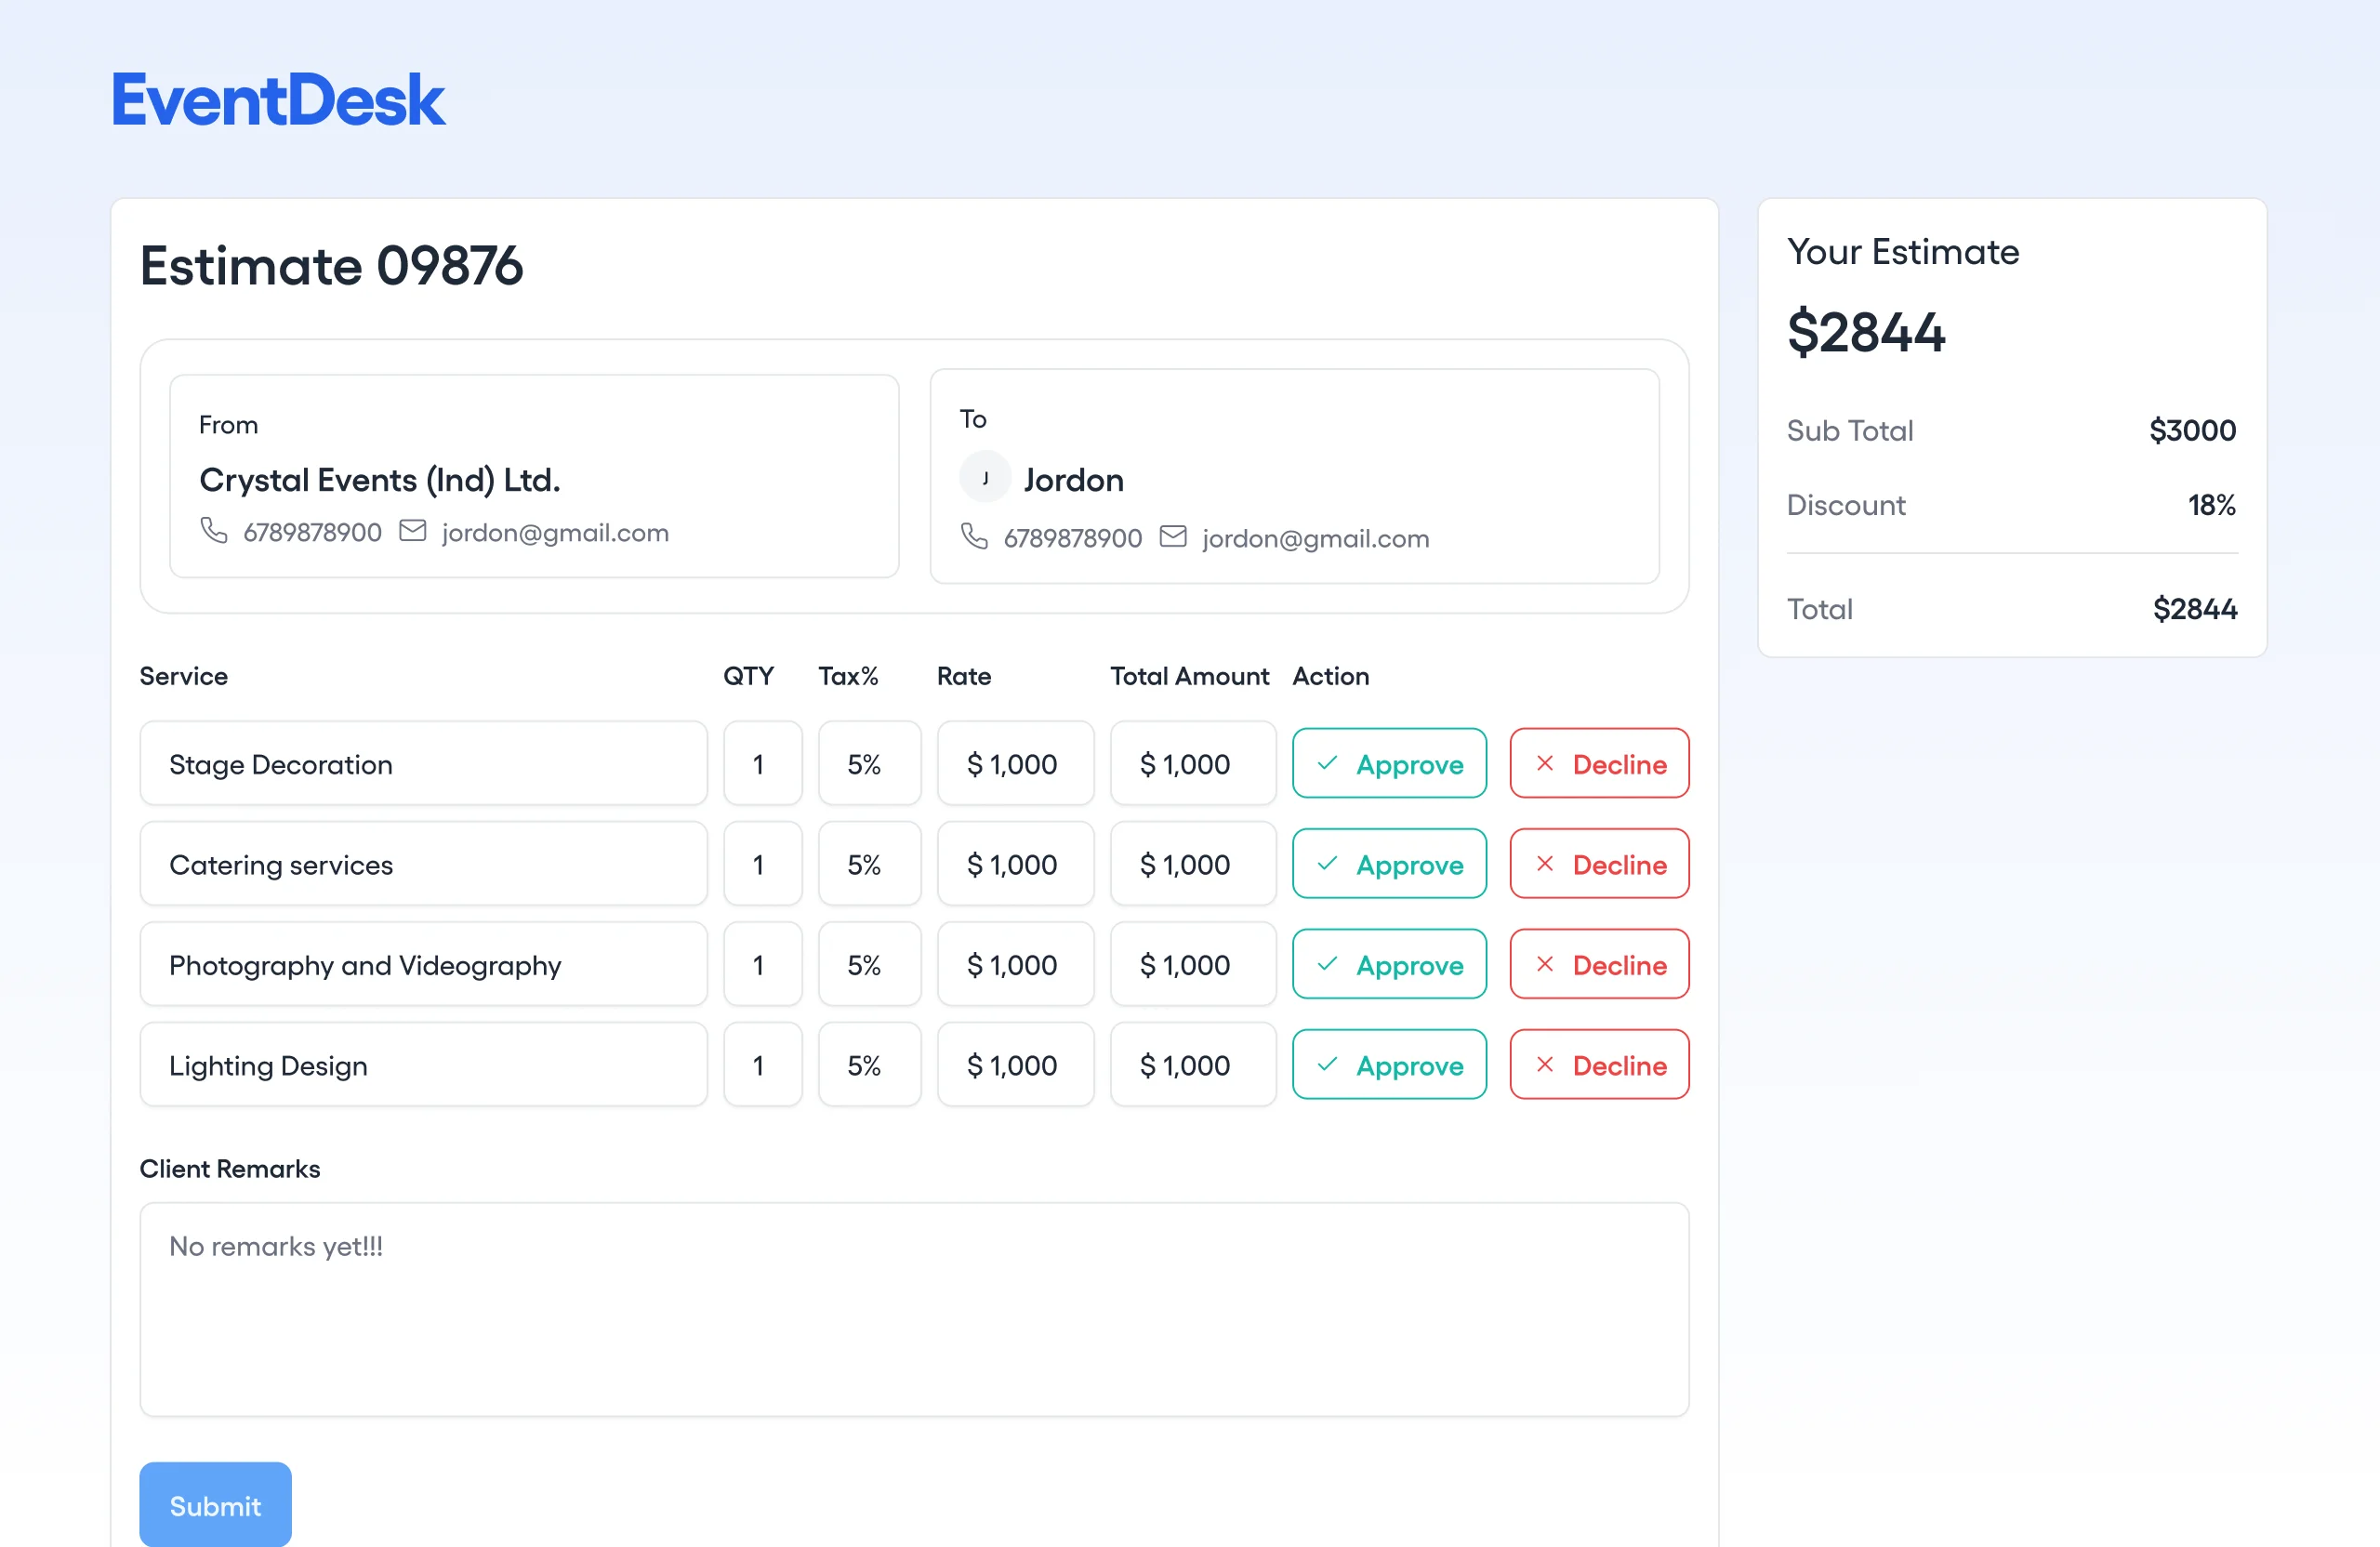 EventDesk
Estimate 09876
From
Crystal Events (Ind) Ltd.
6789878900 jordon@gmail.com
To
J Jordon
6789878900 jordon@gmail.com
Service QTY Tax% Rate Total Amount Action
Stage Decoration 1 5% $ 1,000 $ 1,000 Approve Decline
Catering services 1 5% $ 1,000 $ 1,000 Approve Decline
Photography and Videography 1 5% $ 1,000 $ 1,000 Approve Decline
Lighting Design 1 5% $ 1,000 $ 1,000 Approve Decline
Client Remarks
No remarks yet!!!
Submit
Your Estimate
$2844
Sub Total $3000
Discount 18%
Total $2844